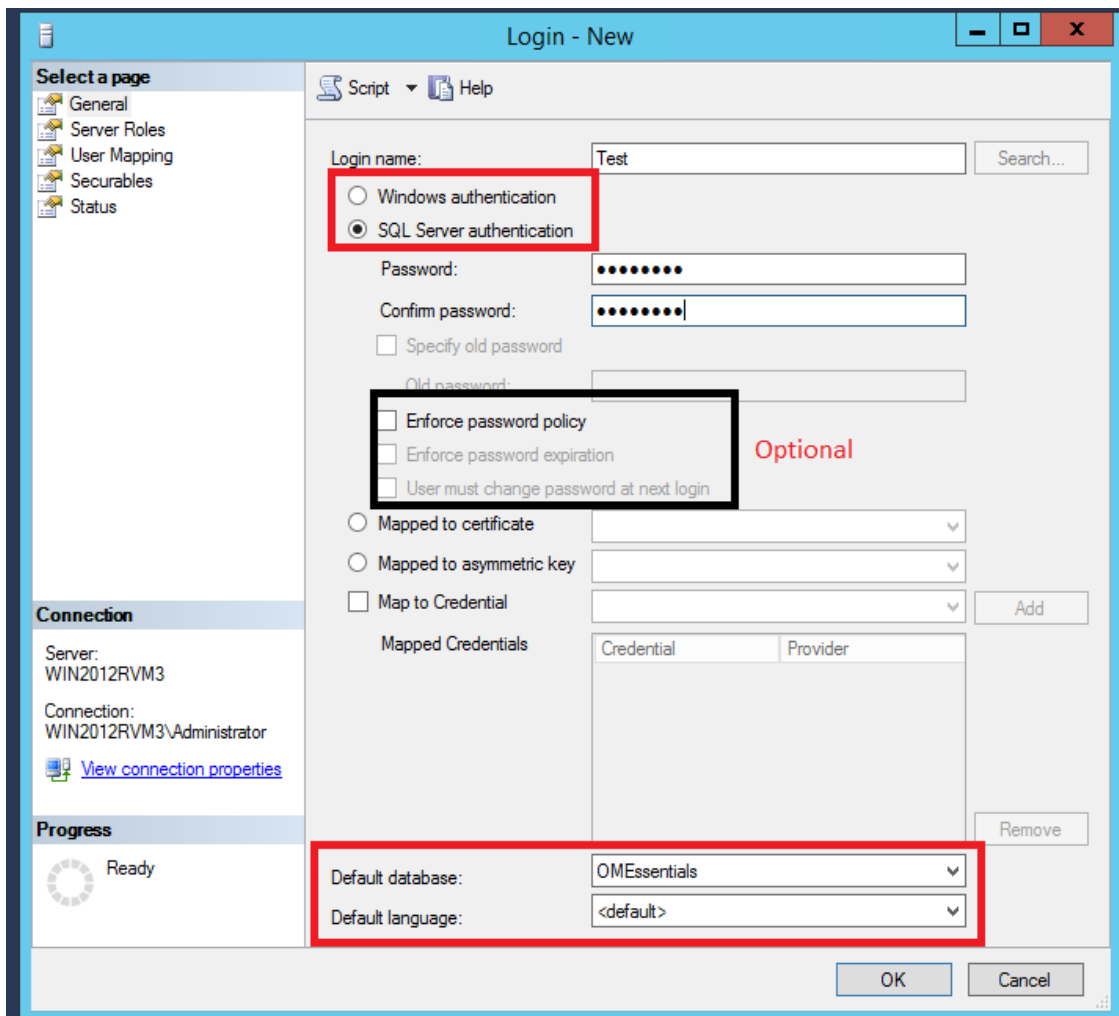 Login - New
Select a page
General
Server Roles
User Mapping
Securables
Status
Script
Help
Login name:
Test
Search...
Windows authentication
SQL Server authentication
Password:
●●●●●●●●
Confirm password:
●●●●●●●●
Specify old password
Old password:
Enforce password policy
Enforce password expiration
User must change password at next login
Optional
Mapped to certificate
Mapped to asymmetric key
Map to Credential
Add
Mapped Credentials
Credential
Provider
Remove
Connection
Server:
WIN2012RVM3
Connection:
WIN2012RVM3\Administrator
View connection properties
Progress
Ready
Default database:
OMEssentials
Default language:
<default>
OK
Cancel